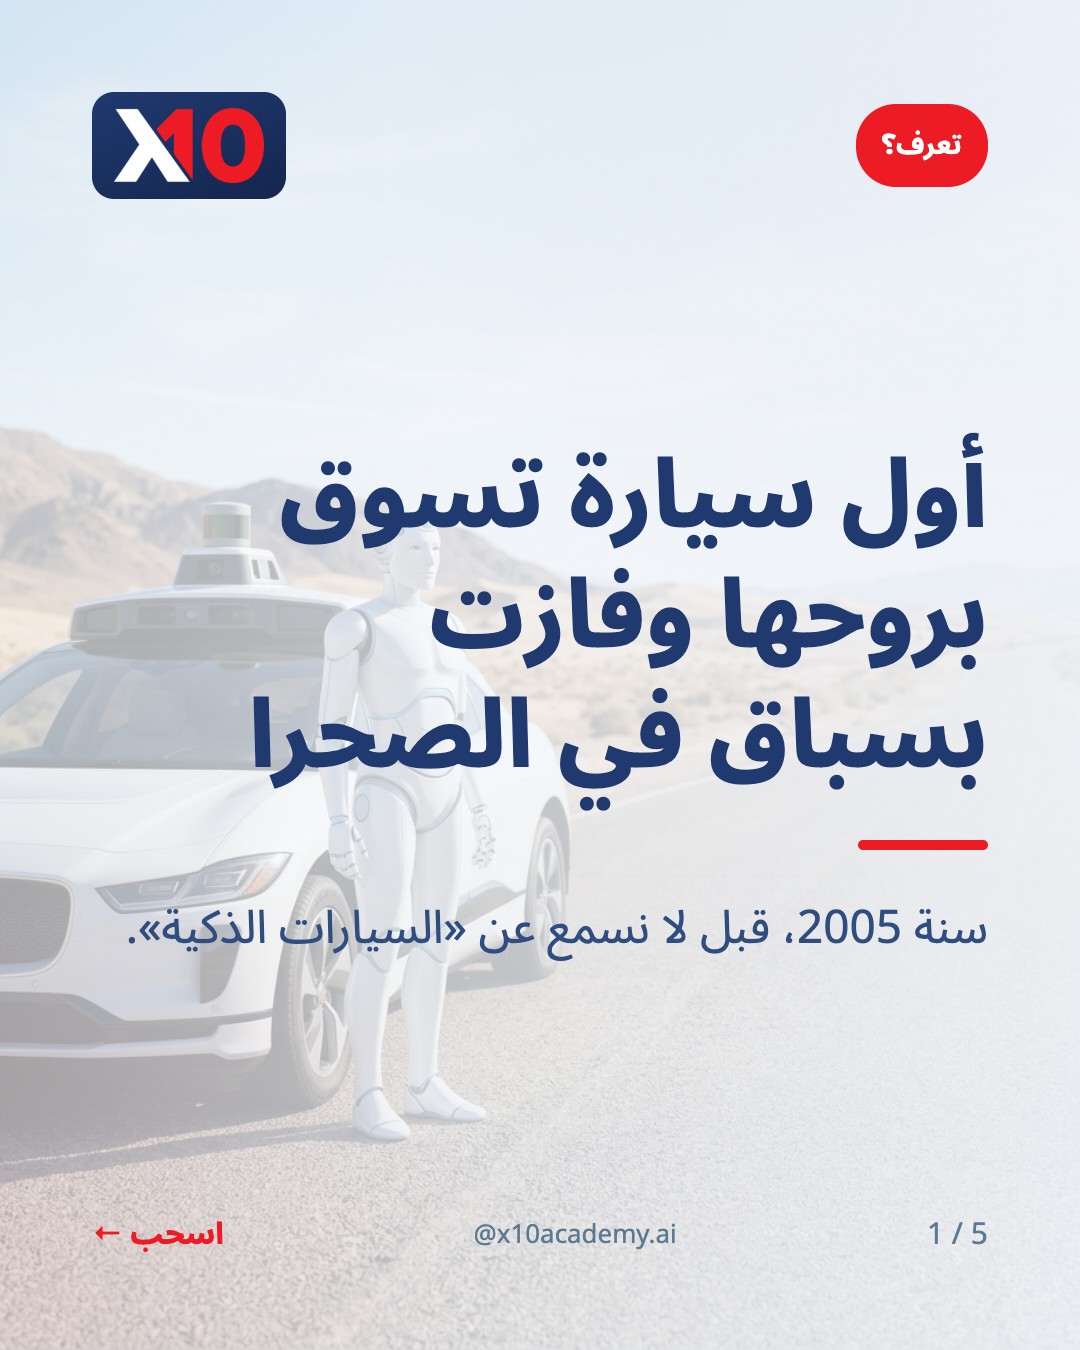 X10
تعرف؟
أول سيارة تسوق
بروحها وفازت
بسباق في الصحرا
سنة 2005، قبل لا نسمع عن «السيارات الذكية».
1 / 5
@x10academy.ai
اسحب ←